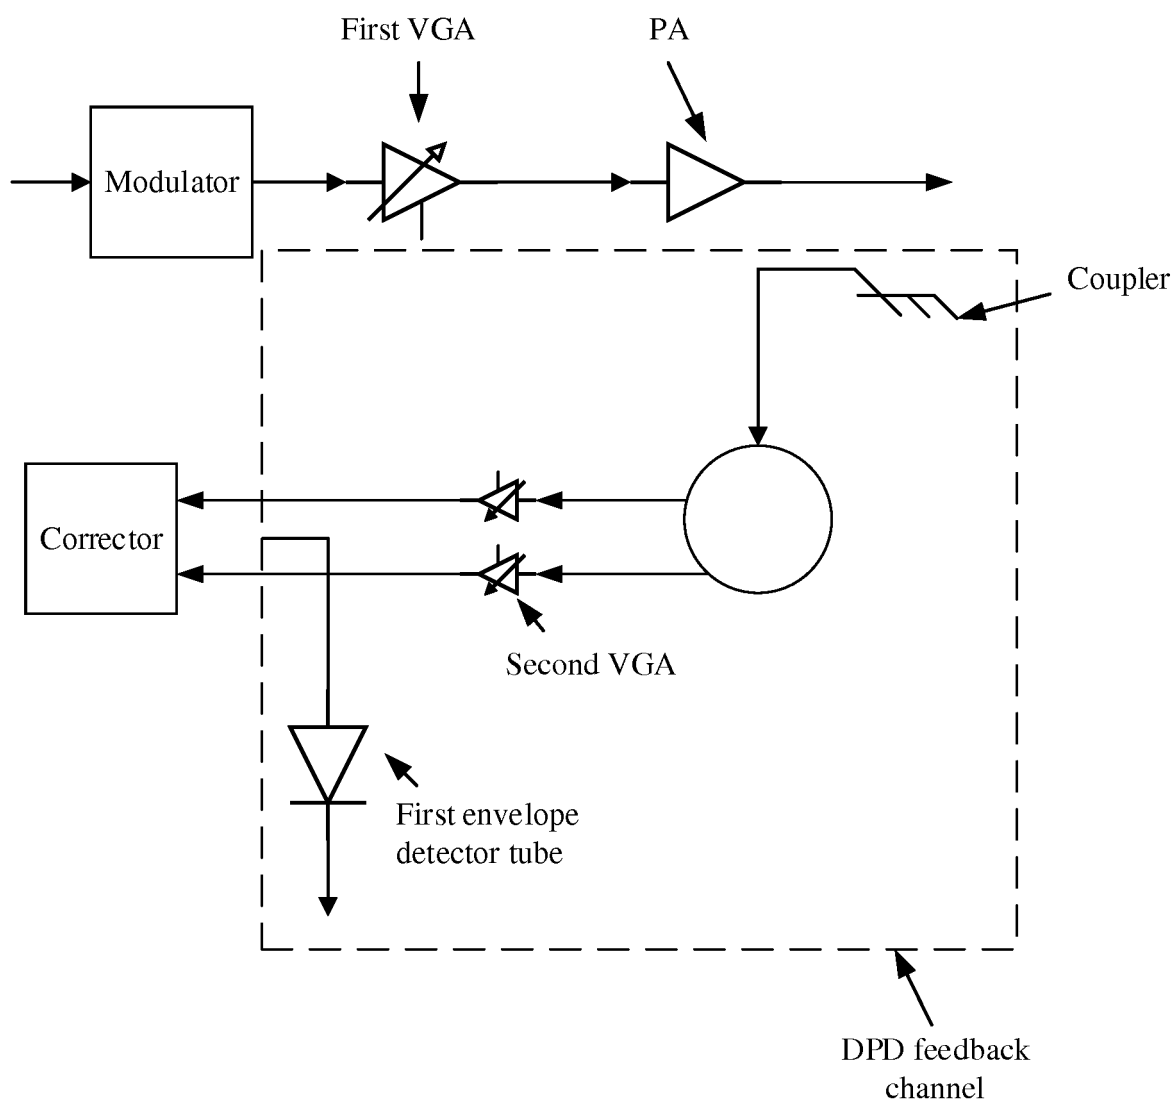 First VGA
PA
Modulator
Coupler
Corrector
Second VGA
First envelope
detector tube
DPD feedback
channel